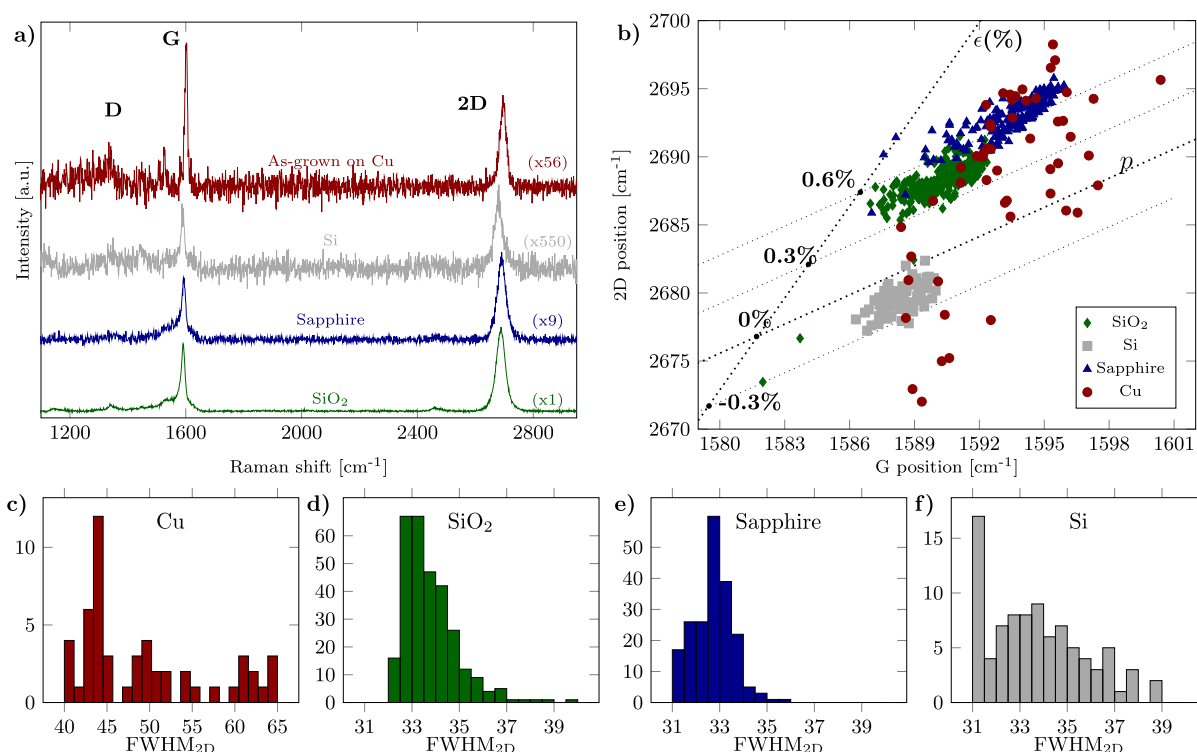 a)
G
D
2D
As-grown on Cu
(x56)
Si
(x550)
Sapphire
(x9)
SiO2
(x1)
Intensity [a.u.]
1200 1600 2000 2400 2800
Raman shift [cm-1]
b)
2700
2695
2690
2685
2680
2675
2670
2D position [cm-1]
ϵ(%)
0.6%
0.3%
0%
-0.3%
p
SiO2
Si
Sapphire
Cu
1580 1583 1586 1589 1592 1595 1598 1601
G position [cm-1]
c)
Cu
10
5
0
40 45 50 55 60 65
FWHM2D
d)
SiO2
60
50
40
30
20
10
0
31 33 35 37 39
FWHM2D
e)
Sapphire
50
40
30
20
10
0
31 33 35 37 39
FWHM2D
f)
Si
15
10
5
0
31 33 35 37 39
FWHM2D